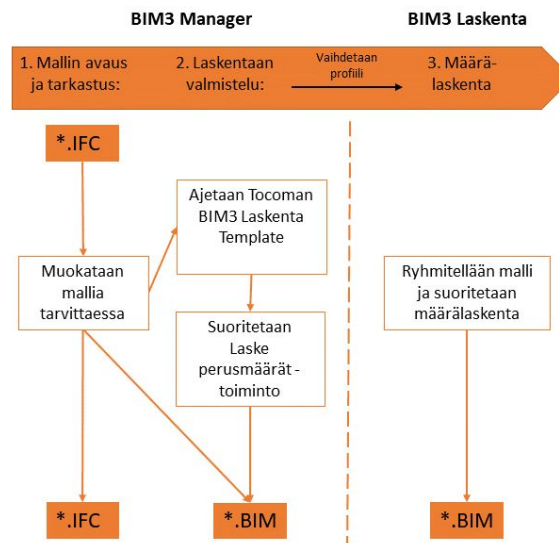 BIM3 Manager
BIM3 Laskenta
1. Mallin avaus
ja tarkastus:
2. Laskentaan
valmistelu:
Vaihdetaan
profiili
3. Määrä-
laskenta
*.IFC
Ajetaan Tocoman
BIM3 Laskenta
Template
Muokataan
mallia
tarvittaessa
Ryhmitellään malli
ja suoritetaan
määrälaskenta
Suoritetaan
Laske
perusmäärät -
toiminto
*.IFC
*.BIM
*.BIM